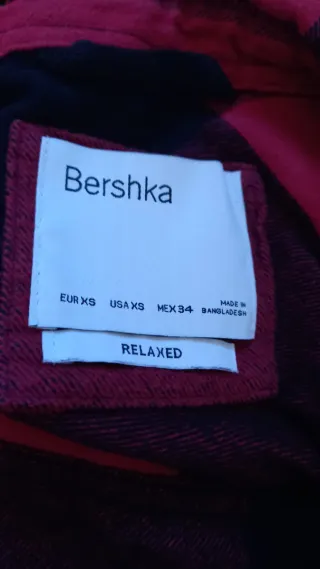 Bershka
EUR XS USA XS MEX 34 MADE IN BANGLADESH
RELAXED